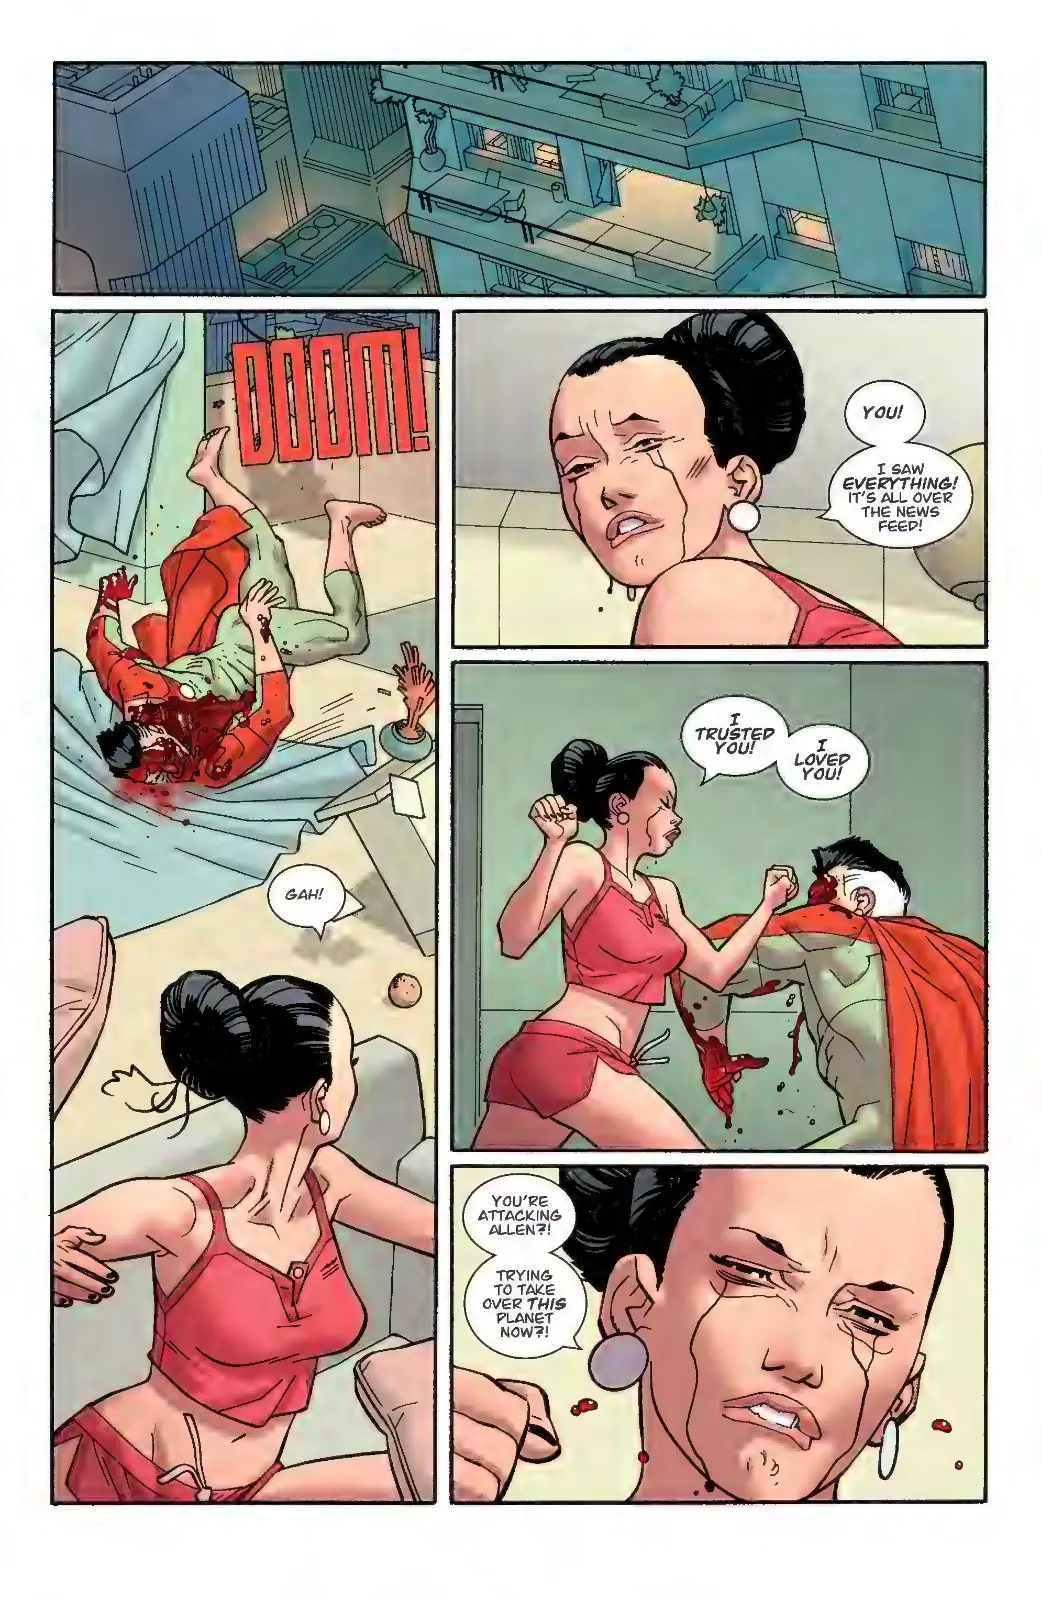 DOOM!
GAH!
YOU!
I SAW
EVERYTHING!
IT'S ALL OVER
THE NEWS
FEED!
I
TRUSTED
YOU!
I
LOVED
YOU!
YOU'RE
ATTACKING
ALLEN?!
TRYING
TO TAKE
OVER THIS
PLANET
NOW?!